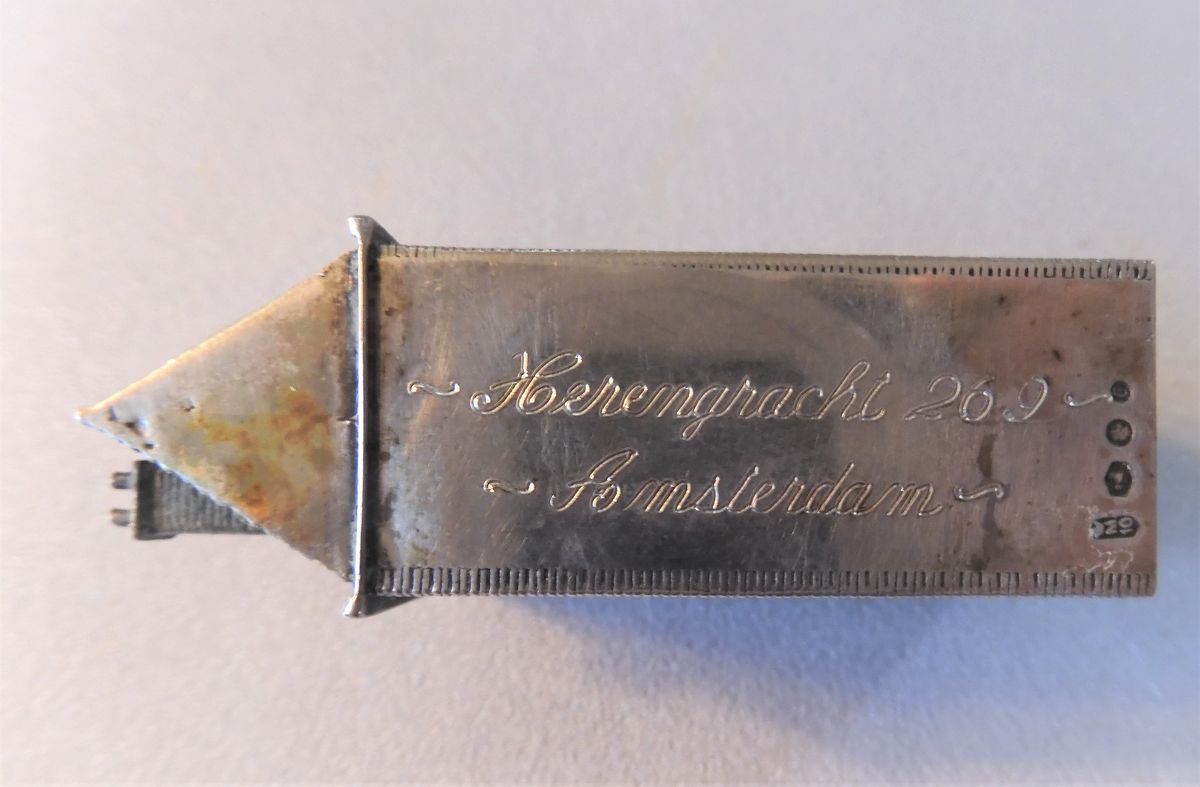 ~ Herengracht 269 ~
~ Amsterdam ~